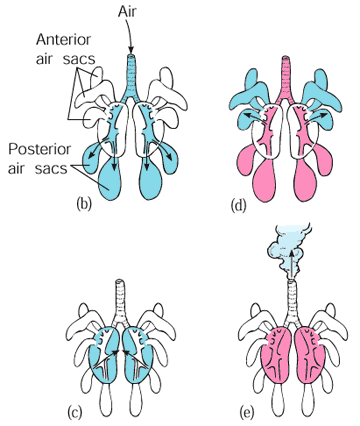 Air
Anterior
air sacs
Posterior
air sacs
(b)
(d)
(c)
(e)